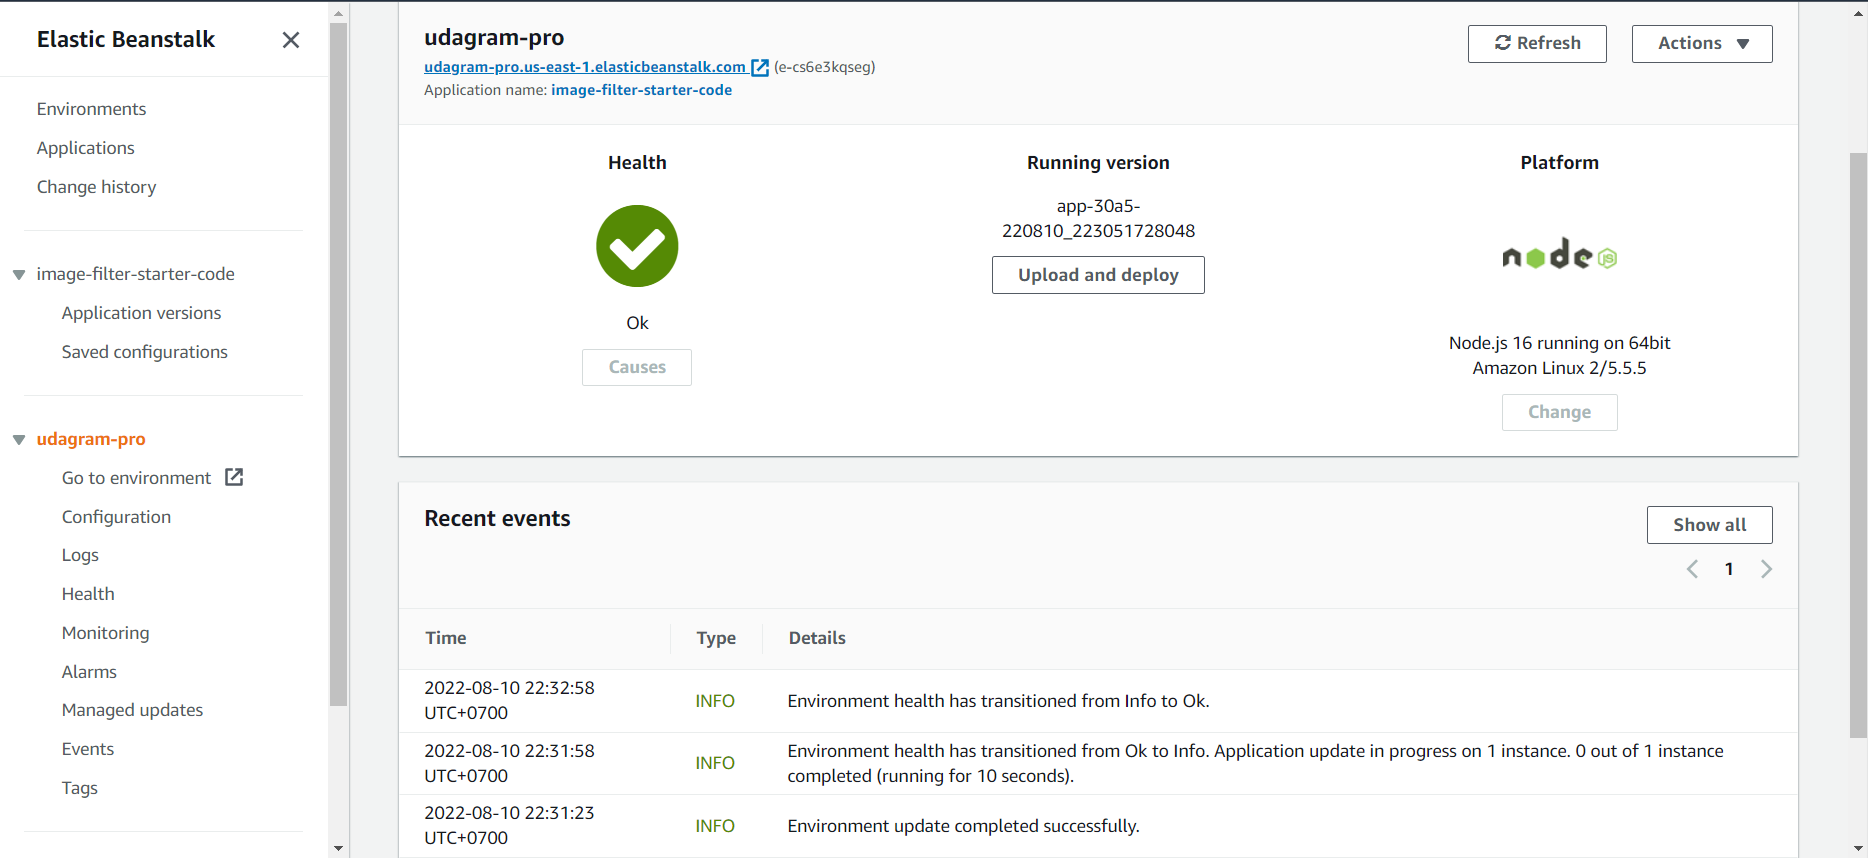 Elastic Beanstalk
Environments
Applications
Change history
image-filter-starter-code
Application versions
Saved configurations
udagram-pro
Go to environment
Configuration
Logs
Health
Monitoring
Alarms
Managed updates
Events
Tags
udagram-pro
udagram-pro.us-east-1.elasticbeanstalk.com (e-cs6e3kqseg)
Application name: image-filter-starter-code
Refresh
Actions
Health
Ok
Causes
Running version
app-30a5-
220810_223051728048
Upload and deploy
Platform
node
JS
Node.js 16 running on 64bit
Amazon Linux 2/5.5.5
Change
Recent events
Show all
1
Time Type Details
2022-08-10 22:32:58
UTC+0700
INFO
Environment health has transitioned from Info to Ok.
2022-08-10 22:31:58
UTC+0700
INFO
Environment health has transitioned from Ok to Info. Application update in progress on 1 instance. 0 out of 1 instance
completed (running for 10 seconds).
2022-08-10 22:31:23
UTC+0700
INFO
Environment update completed successfully.